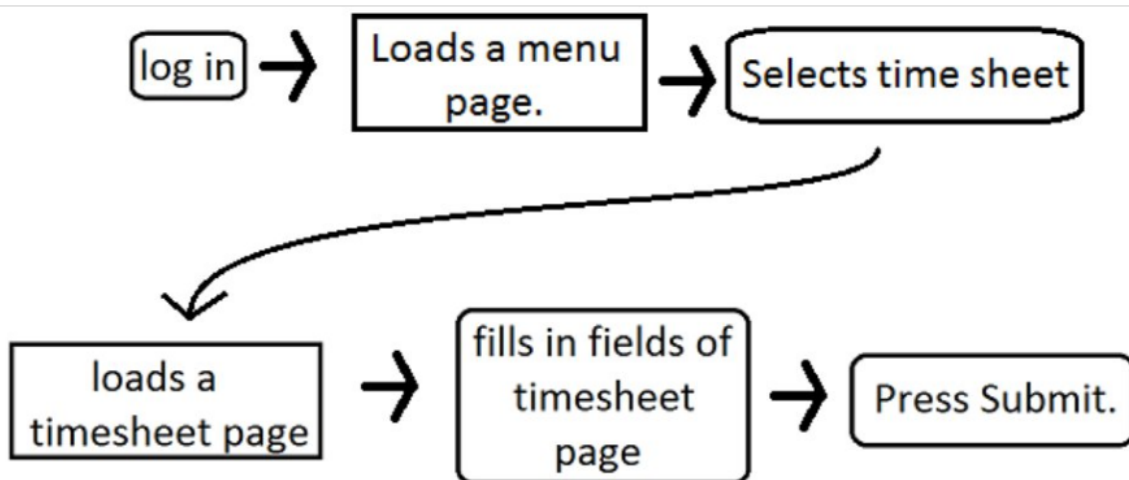 log in
Loads a menu
page.
Selects time sheet
loads a
timesheet page
fills in fields of
timesheet
page
Press Submit.